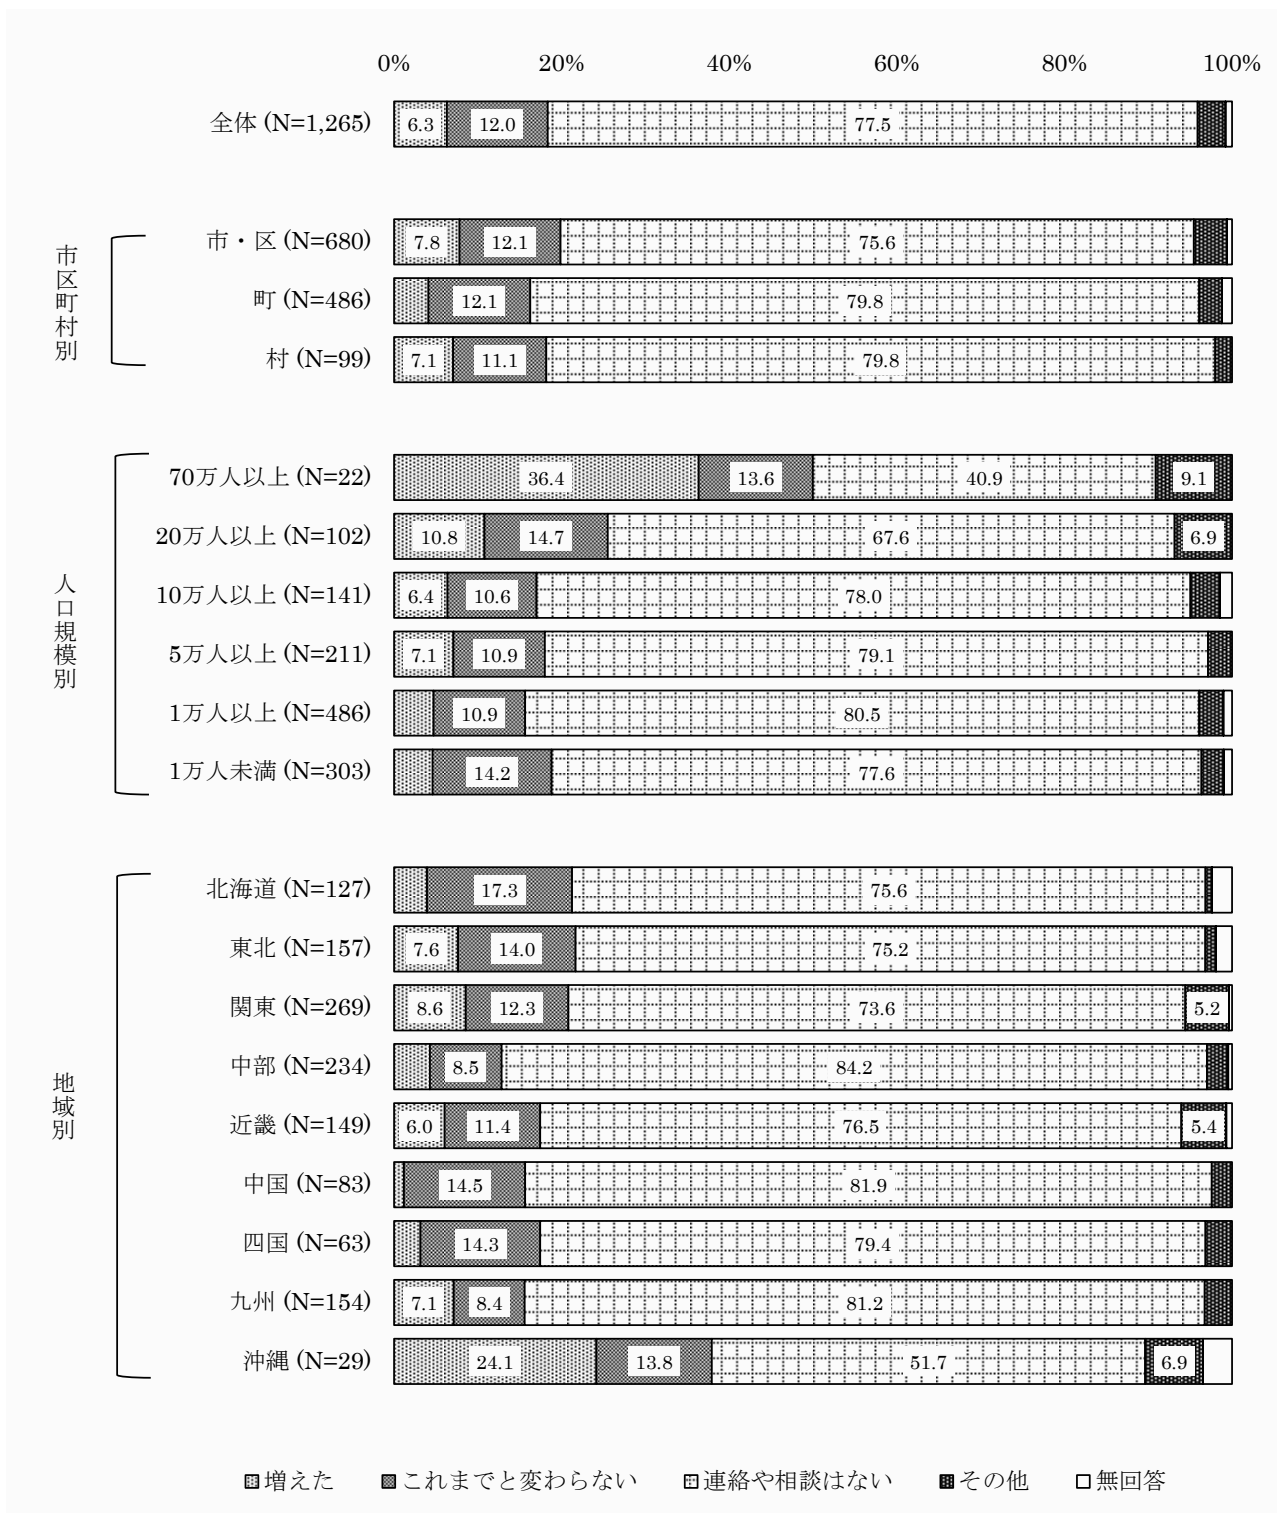 0% 20% 40% 60% 80% 100%
全体 (N=1,265) 6.3 12.0 77.5
市区町村別
市・区 (N=680) 7.8 12.1 75.6
町 (N=486) 12.1 79.8
村 (N=99) 7.1 11.1 79.8
人口規模別
70万人以上 (N=22) 36.4 13.6 40.9 9.1
20万人以上 (N=102) 10.8 14.7 67.6 6.9
10万人以上 (N=141) 6.4 10.6 78.0
5万人以上 (N=211) 7.1 10.9 79.1
1万人以上 (N=486) 10.9 80.5
1万人未満 (N=303) 14.2 77.6
地域別
北海道 (N=127) 17.3 75.6
東北 (N=157) 7.6 14.0 75.2
関東 (N=269) 8.6 12.3 73.6 5.2
中部 (N=234) 8.5 84.2
近畿 (N=149) 6.0 11.4 76.5 5.4
中国 (N=83) 14.5 81.9
四国 (N=63) 14.3 79.4
九州 (N=154) 7.1 8.4 81.2
沖縄 (N=29) 24.1 13.8 51.7 6.9
増えた これまでと変わらない 連絡や相談はない その他 無回答